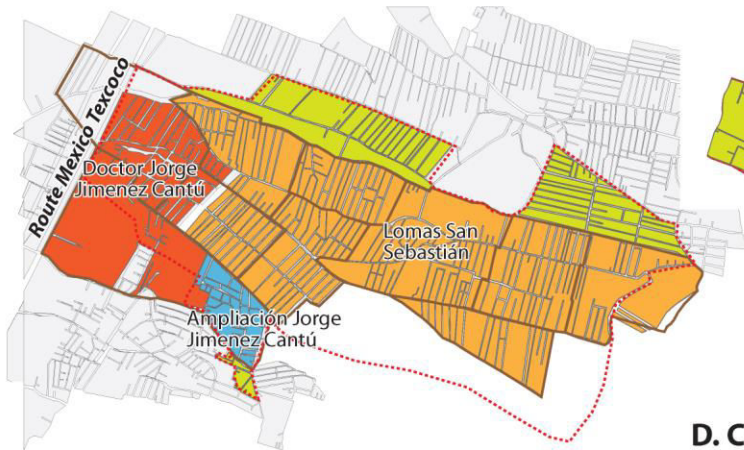 Route Mexico Texcoco
Doctor Jorge
Jimenez Cantú
Lomas San
Sebastián
Ampliación Jorge
Jimenez Cantú
D. C